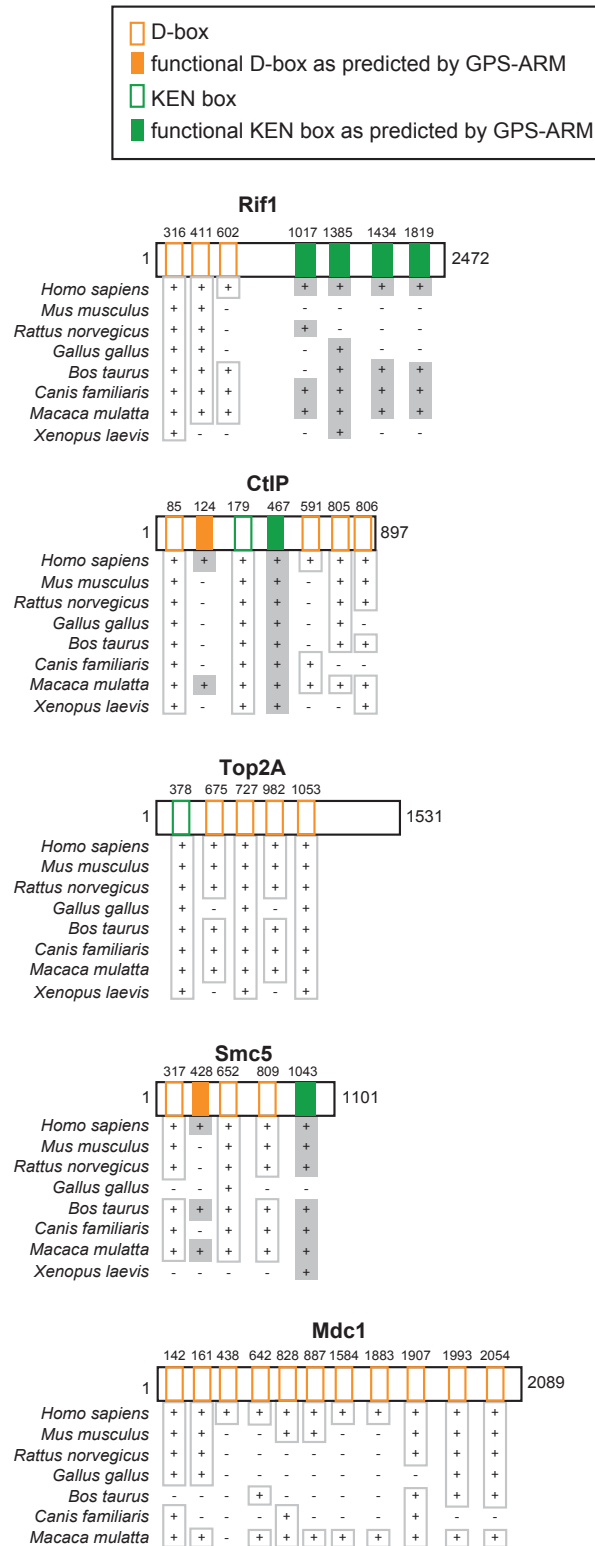 D-box
functional D-box as predicted by GPS-ARM
KEN box
functional KEN box as predicted by GPS-ARM
Rif1
316 411 602 1017 1385 1434 1819
1 2472
Homo sapiens + + + + + + +
Mus musculus + + - - - - -
Rattus norvegicus + + - + - - -
Gallus gallus + + - - + - -
Bos taurus + + + - + + +
Canis familiaris + + + + + + +
Macaca mulatta + + + + + + +
Xenopus laevis + - - - + - -
CtIP
85 124 179 467 591 805 806
1 897
Homo sapiens + + + + + + +
Mus musculus + - + + - + +
Rattus norvegicus + - + + - + +
Gallus gallus + - + + - + -
Bos taurus + - + + - + +
Canis familiaris + - + + + - -
Macaca mulatta + + + + + + +
Xenopus laevis + - + + - - +
Top2A
378 675 727 982 1053
1 1531
Homo sapiens + + + + +
Mus musculus + + + + +
Rattus norvegicus + + + + +
Gallus gallus + - + - +
Bos taurus + + + + +
Canis familiaris + + + + +
Macaca mulatta + + + + +
Xenopus laevis + - + - +
Smc5
317 428 652 809 1043
1 1101
Homo sapiens + + + + +
Mus musculus + - + + +
Rattus norvegicus + - + + +
Gallus gallus - - + - -
Bos taurus + + + + +
Canis familiaris + - + + +
Macaca mulatta + + + + +
Xenopus laevis - - - - +
Mdc1
142 161 438 642 828 887 1584 1883 1907 1993 2054
1 2089
Homo sapiens + + + + + + + + + + +
Mus musculus + + - - + + - - + + +
Rattus norvegicus + + - - - - - - + + +
Gallus gallus + + - - - - - - - + +
Bos taurus - - - + - - - - + + +
Canis familiaris + - - - + - - - + - -
Macaca mulatta + + - + + + + + + + +